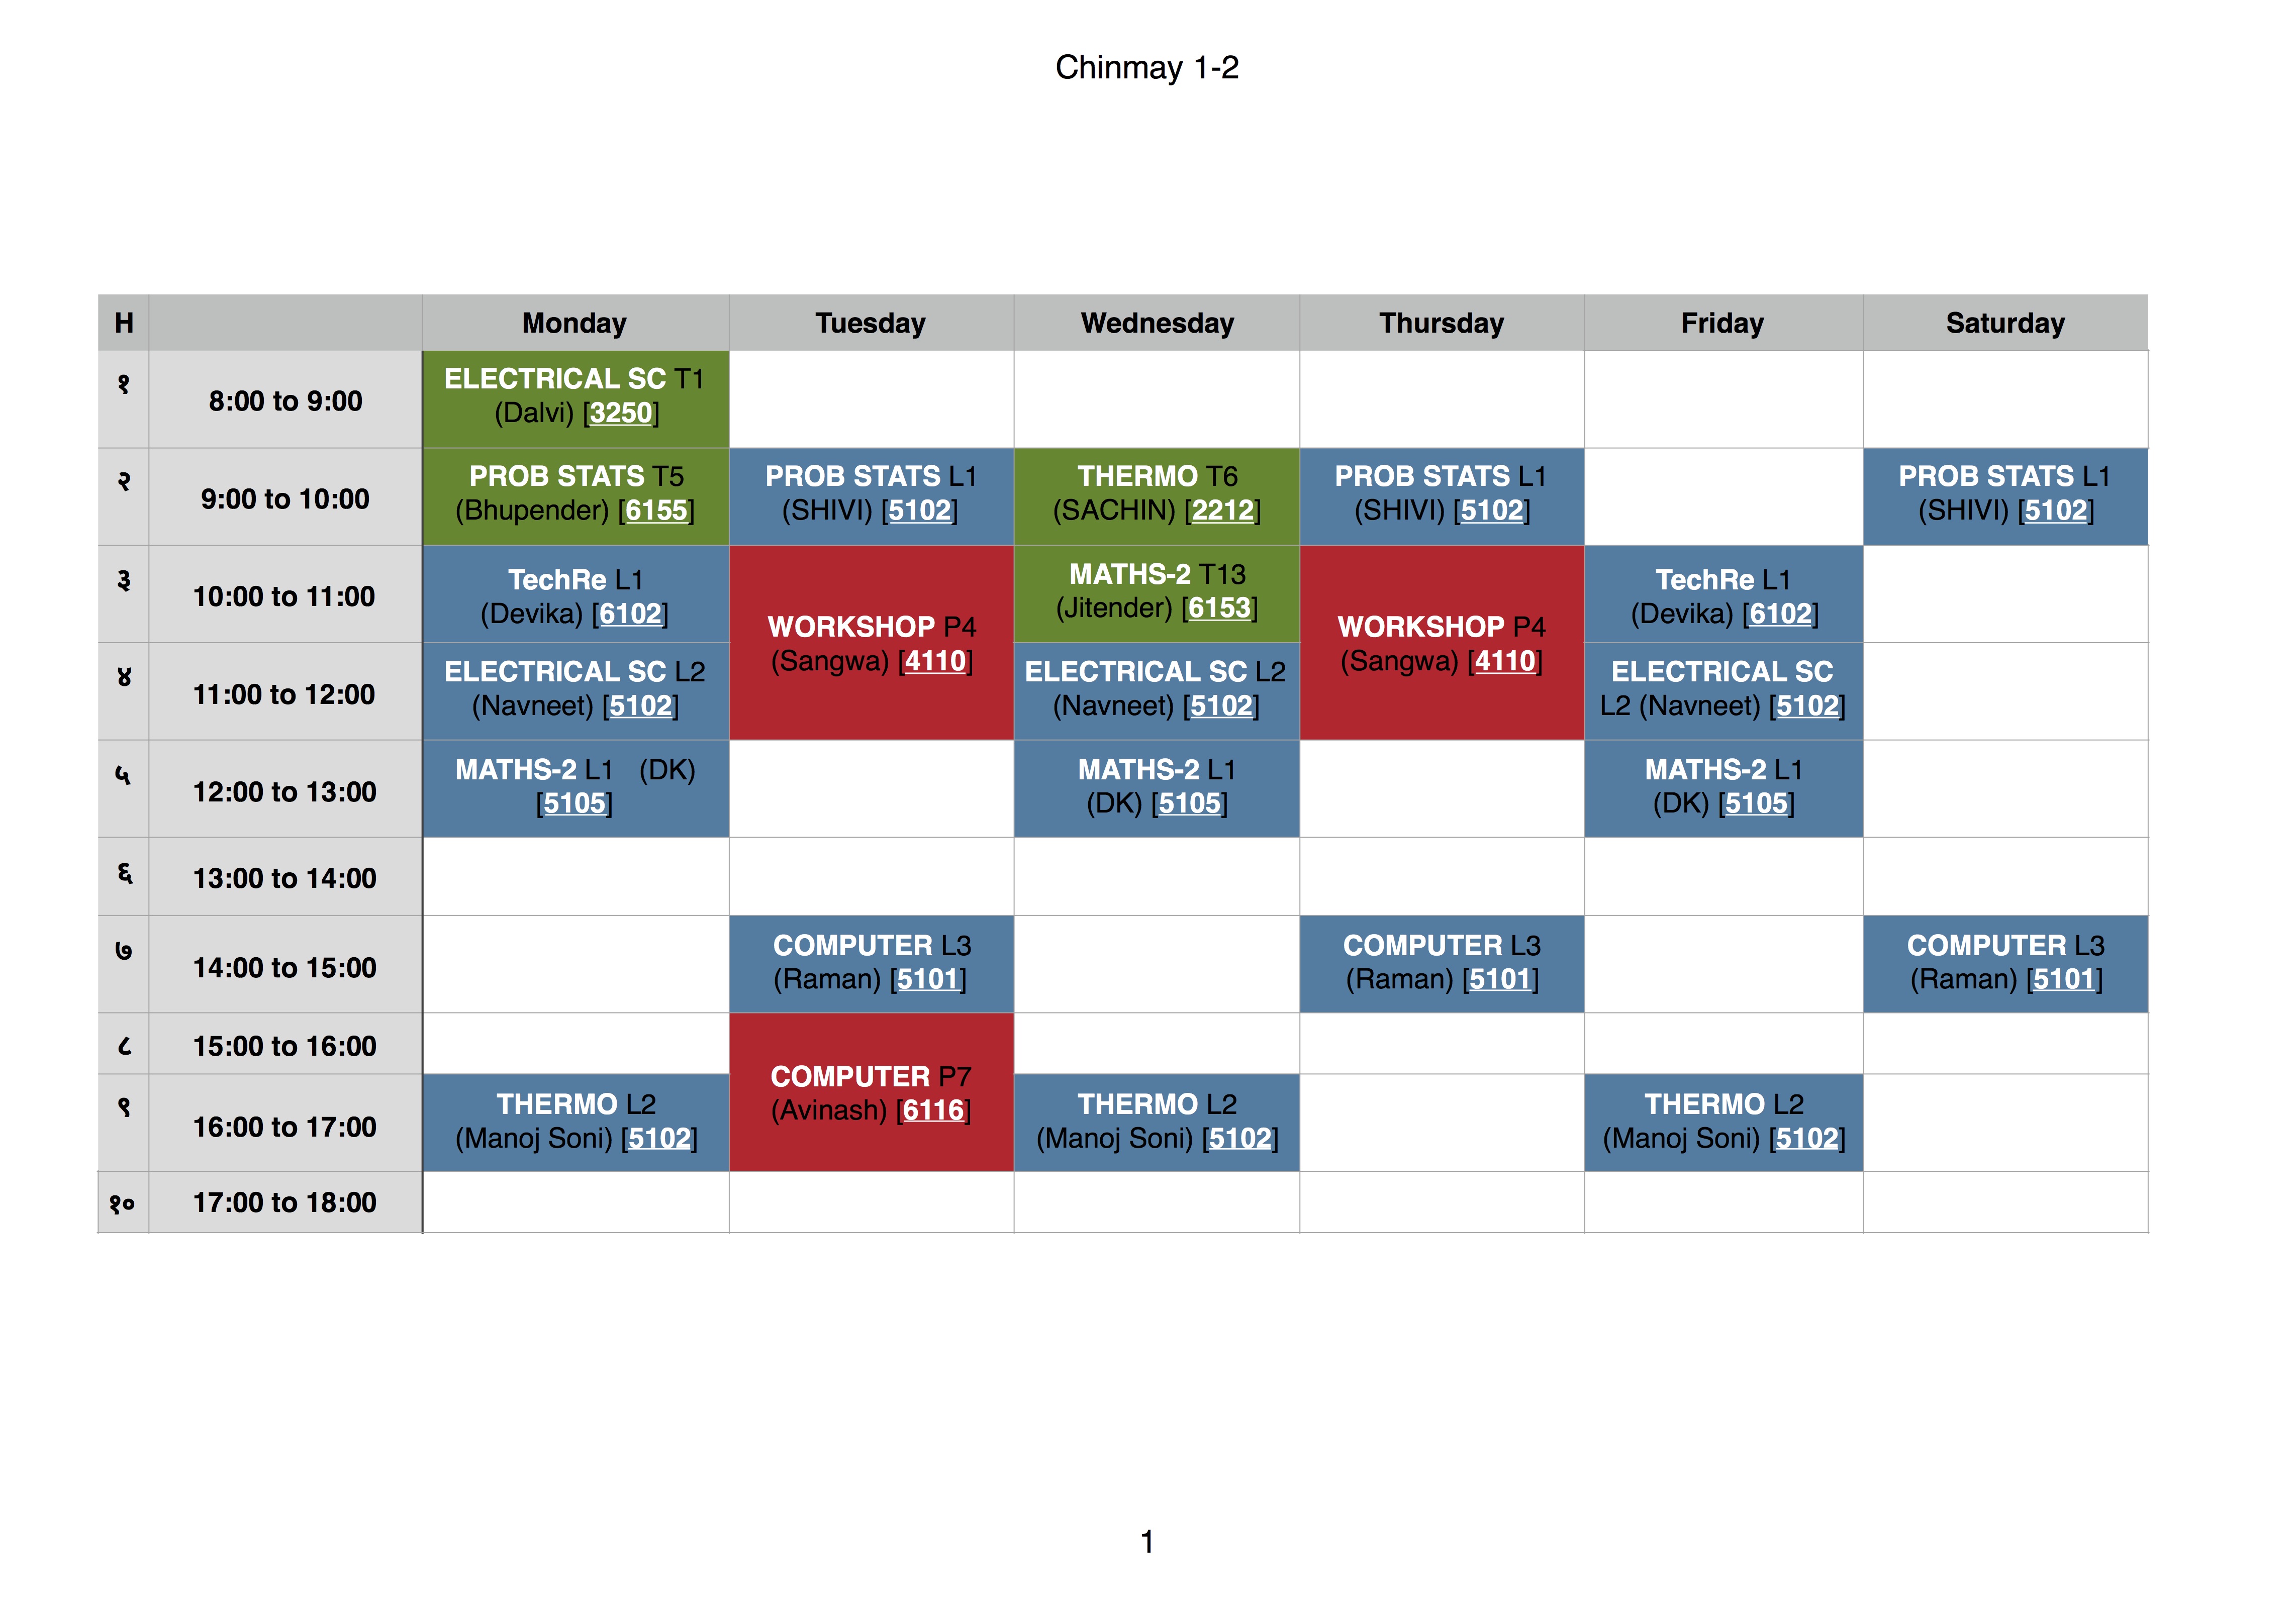 Chinmay 1-2
H Monday Tuesday Wednesday Thursday Friday Saturday
१ 8:00 to 9:00
ELECTRICAL SC T1
(Dalvi) [3250]
२ 9:00 to 10:00
PROB STATS T5
(Bhupender) [6155]
PROB STATS L1
(SHIVI) [5102]
THERMO T6
(SACHIN) [2212]
PROB STATS L1
(SHIVI) [5102]
PROB STATS L1
(SHIVI) [5102]
३ 10:00 to 11:00
TechRe L1
(Devika) [6102]
WORKSHOP P4
(Sangwa) [4110]
MATHS-2 T13
(Jitender) [6153]
WORKSHOP P4
(Sangwa) [4110]
TechRe L1
(Devika) [6102]
४ 11:00 to 12:00
ELECTRICAL SC L2
(Navneet) [5102]
ELECTRICAL SC L2
(Navneet) [5102]
ELECTRICAL SC
L2 (Navneet) [5102]
५ 12:00 to 13:00
MATHS-2 L1 (DK)
[5105]
MATHS-2 L1
(DK) [5105]
MATHS-2 L1
(DK) [5105]
६ 13:00 to 14:00
७ 14:00 to 15:00
COMPUTER L3
(Raman) [5101]
COMPUTER L3
(Raman) [5101]
COMPUTER L3
(Raman) [5101]
८ 15:00 to 16:00
COMPUTER P7
(Avinash) [6116]
९ 16:00 to 17:00
THERMO L2
(Manoj Soni) [5102]
THERMO L2
(Manoj Soni) [5102]
THERMO L2
(Manoj Soni) [5102]
१० 17:00 to 18:00
1